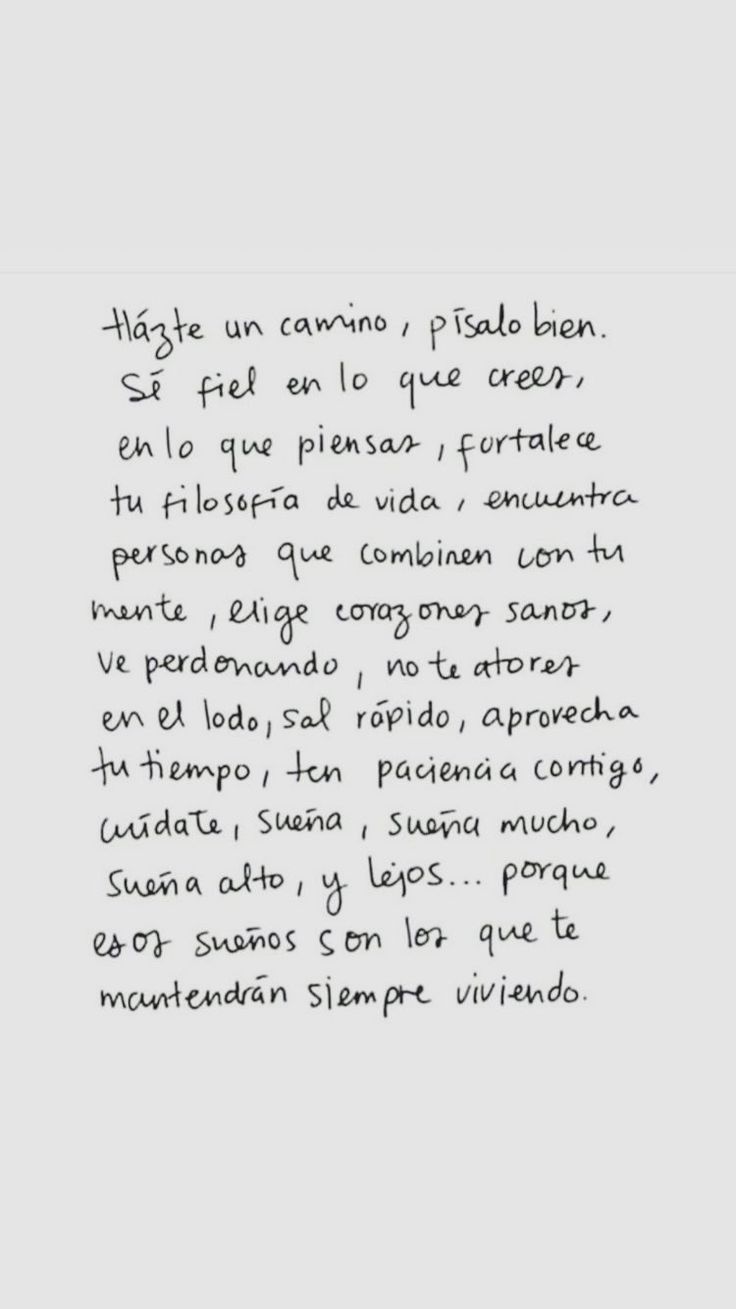 Házte un camino, písalo bien.
Sé fiel en lo que crees,
en lo que piensas, fortalece
tu filosofía de vida, encuentra
personas que combinen con tu
mente, elige corazones sanos,
ve perdonando, no te atores
en el lodo, sal rápido, aprovecha
tu tiempo, ten paciencia contigo,
cuídate, sueña, sueña mucho,
sueña alto, y lejos... porque
esos sueños son los que te
mantendrán siempre viviendo.